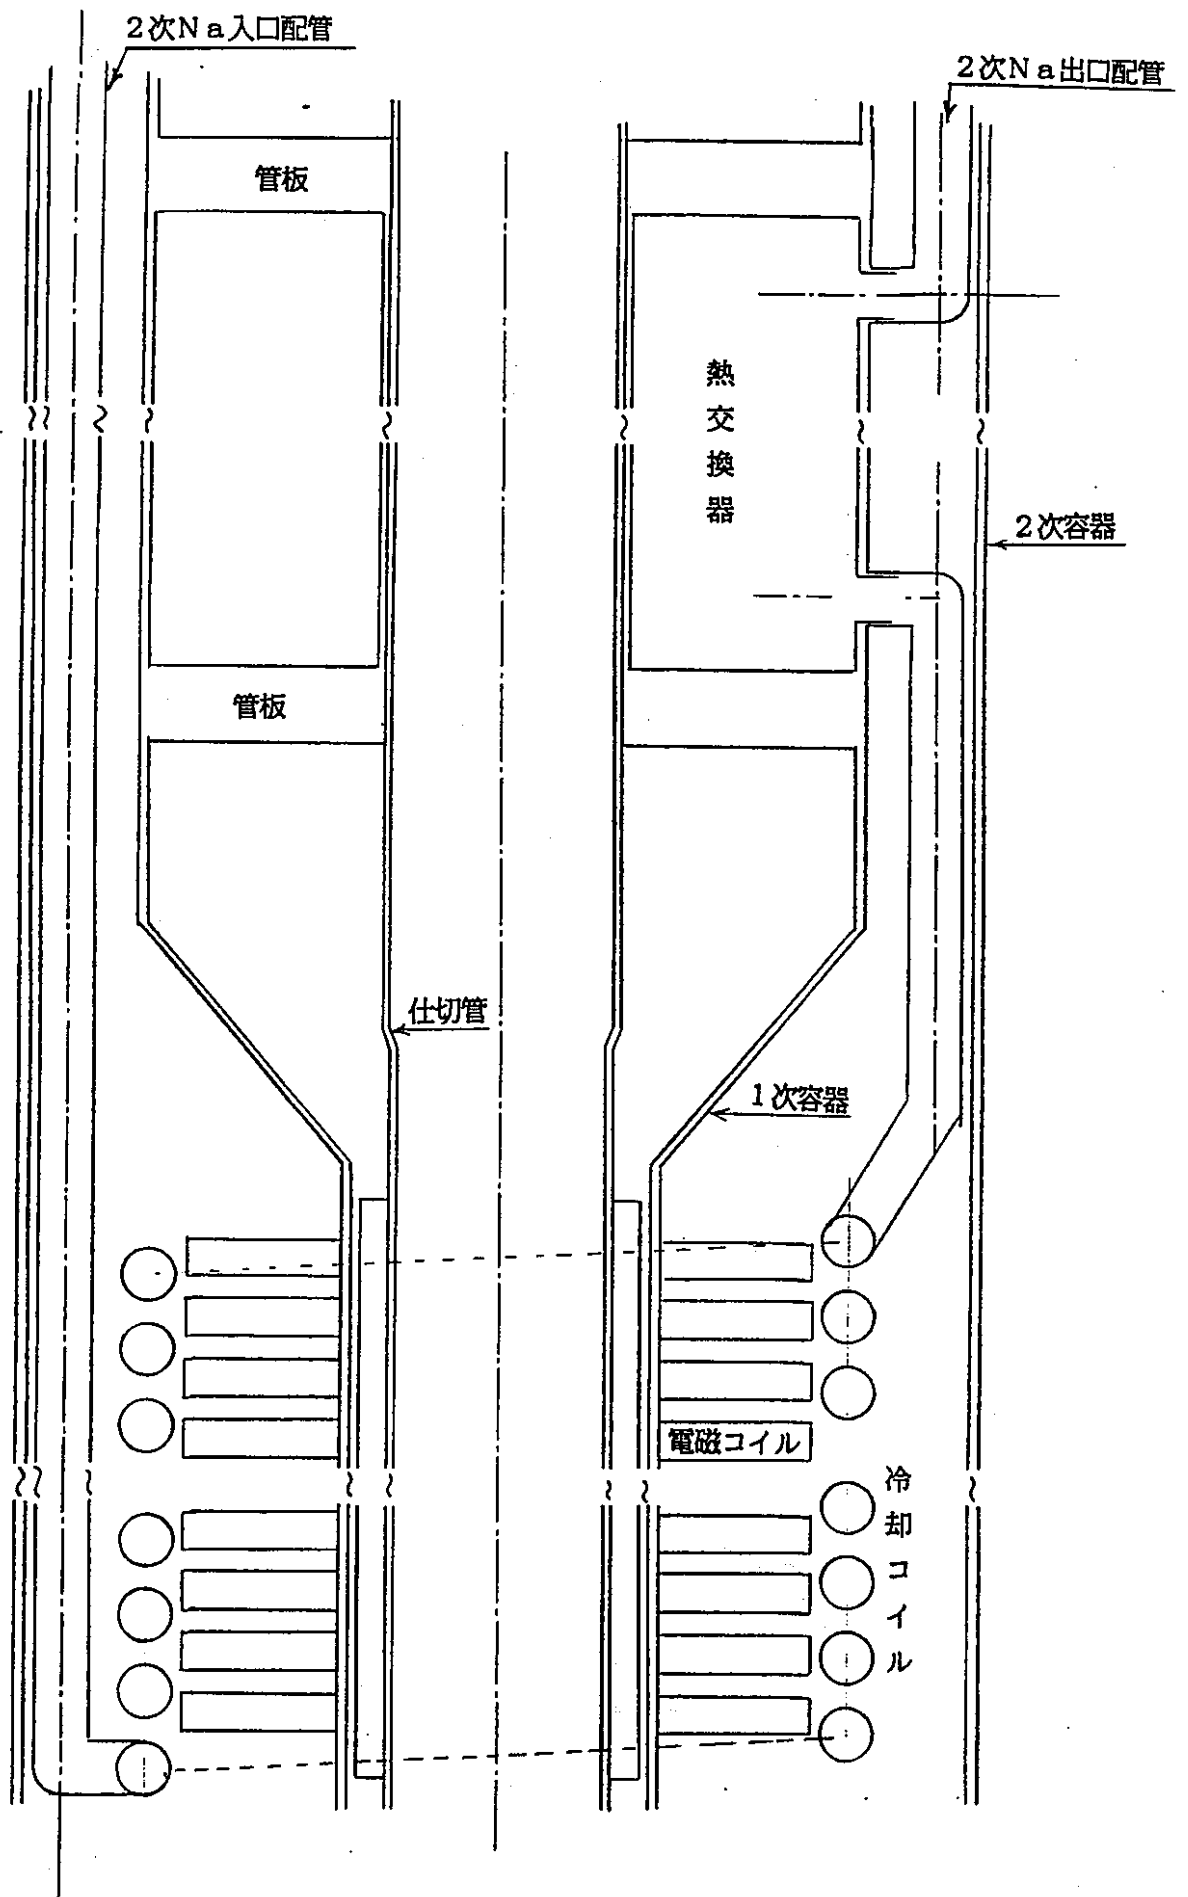 2次Na入口配管
2次Na出口配管
管板
熱交換器
2次容器
管板
仕切管
1次容器
電磁コイル
冷却コイル